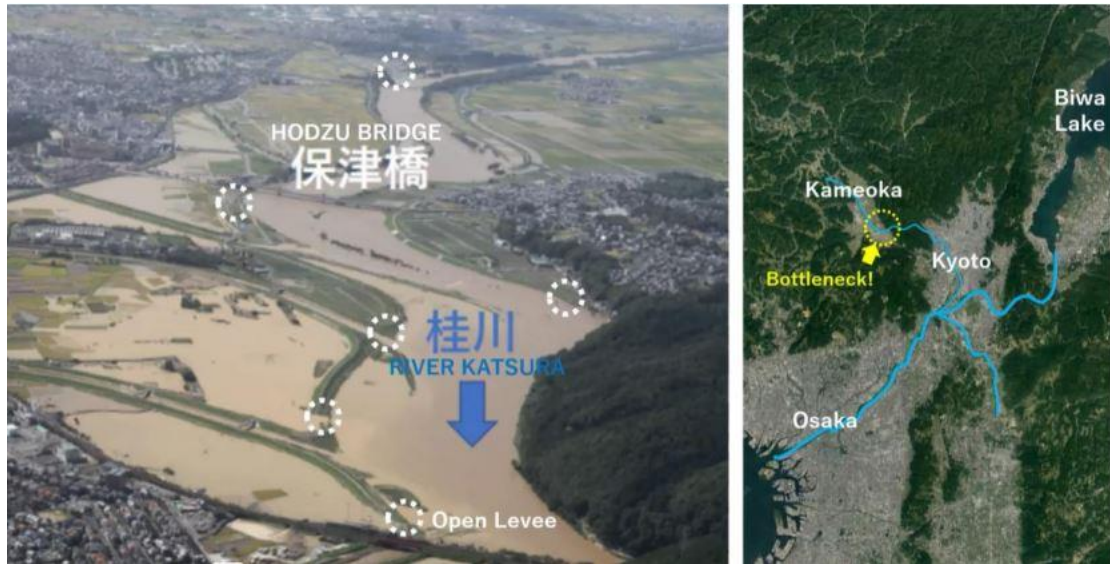 HODZU BRIDGE
保津橋
桂川
RIVER KATSURA
Open Levee
Biwa
Lake
Kameoka
Kyoto
Bottleneck!
Osaka